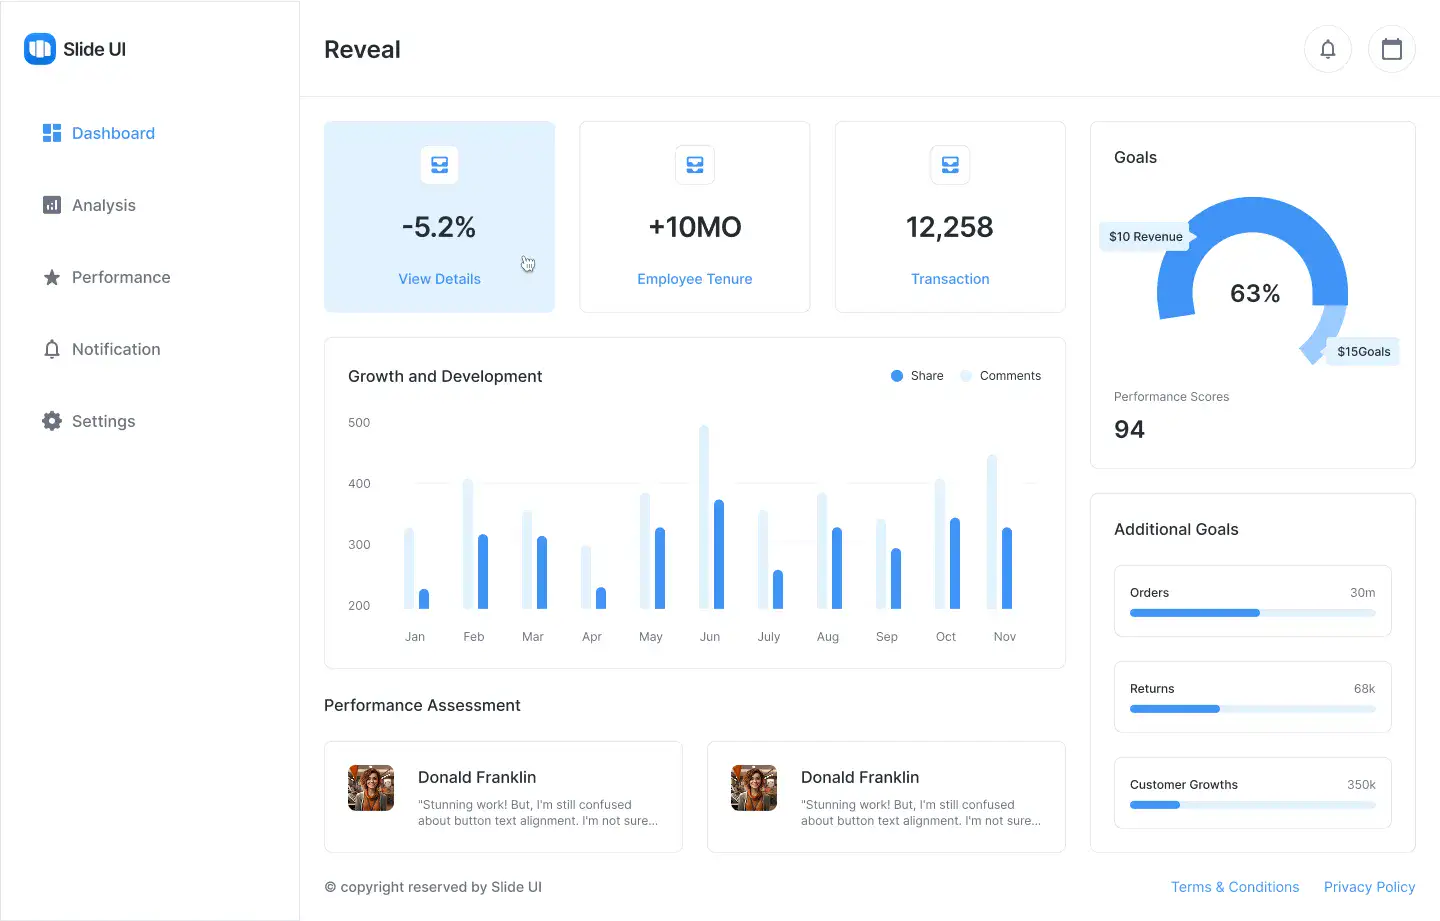 Slide UI
Dashboard
Analysis
Performance
Notification
Settings
Reveal
-5.2%
View Details
+10MO
Employee Tenure
12,258
Transaction
Goals
$10 Revenue
63%
$15Goals
Performance Scores
94
Growth and Development
Share
Comments
500
400
300
200
Jan
Feb
Mar
Apr
May
Jun
July
Aug
Sep
Oct
Nov
Additional Goals
Orders
30m
Returns
68k
Customer Growths
350k
Performance Assessment
Donald Franklin
"Stunning work! But, I'm still confused
about button text alignment. I'm not sure...
Donald Franklin
"Stunning work! But, I'm still confused
about button text alignment. I'm not sure...
© copyright reserved by Slide UI
Terms & Conditions
Privacy Policy